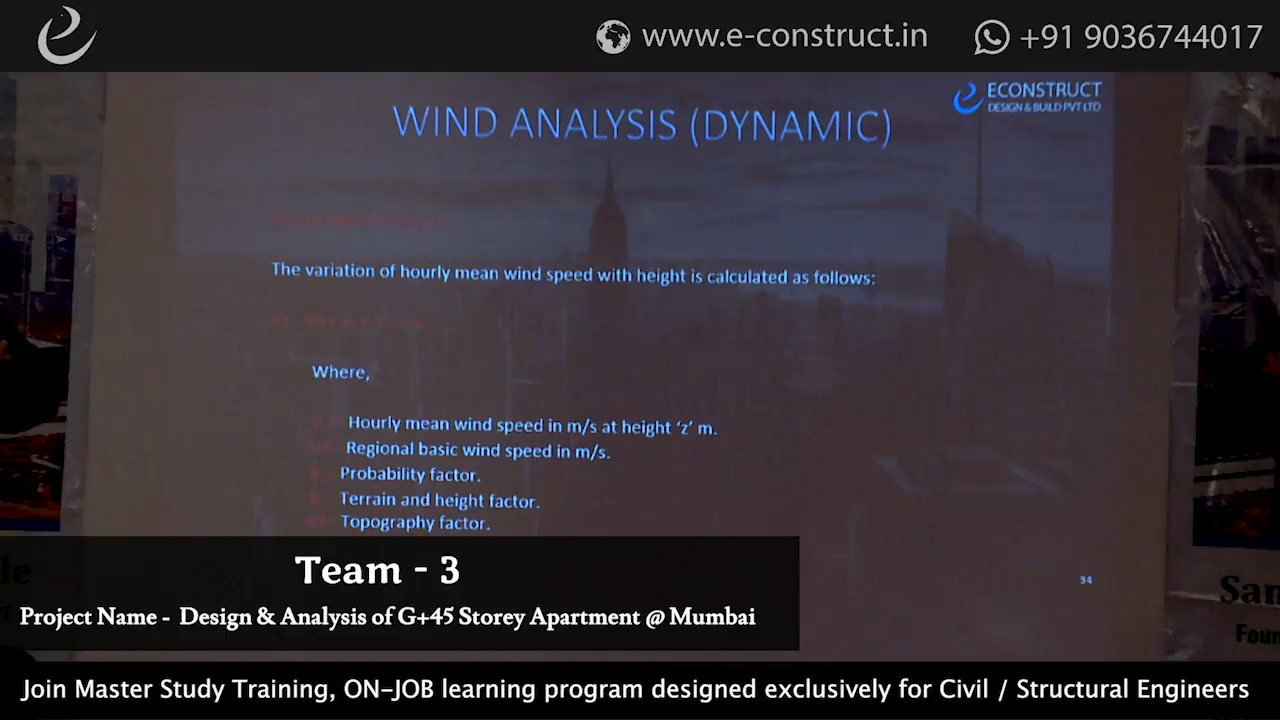 www.e-construct.in
+91 9036744017
ECONSTRUCT
DESIGN & BUILD PVT LTD
WIND ANALYSIS (DYNAMIC)
The variation of hourly mean wind speed with height is calculated as follows:
Where,
Hourly mean wind speed in m/s at height ‘z’ m.
Regional basic wind speed in m/s.
Probability factor.
Terrain and height factor.
Topography factor.
Team - 3
Project Name - Design & Analysis of G+45 Storey Apartment @ Mumbai
Join Master Study Training, ON-JOB learning program designed exclusively for Civil / Structural Engineers